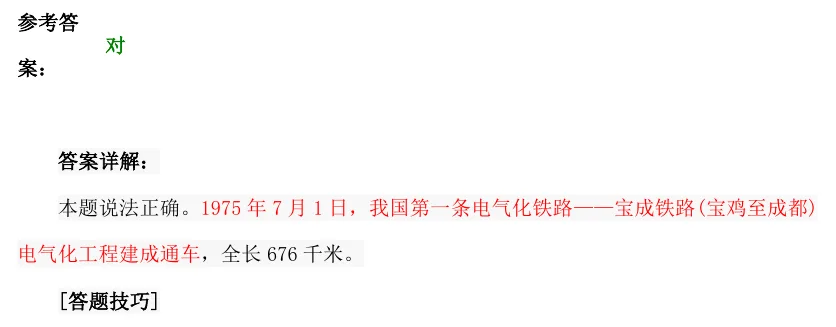 参考答
对
案：
答案详解：
本题说法正确。1975 年 7 月 1 日，我国第一条电气化铁路——宝成铁路(宝鸡至成都)
电气化工程建成通车，全长 676 千米。
[答题技巧]